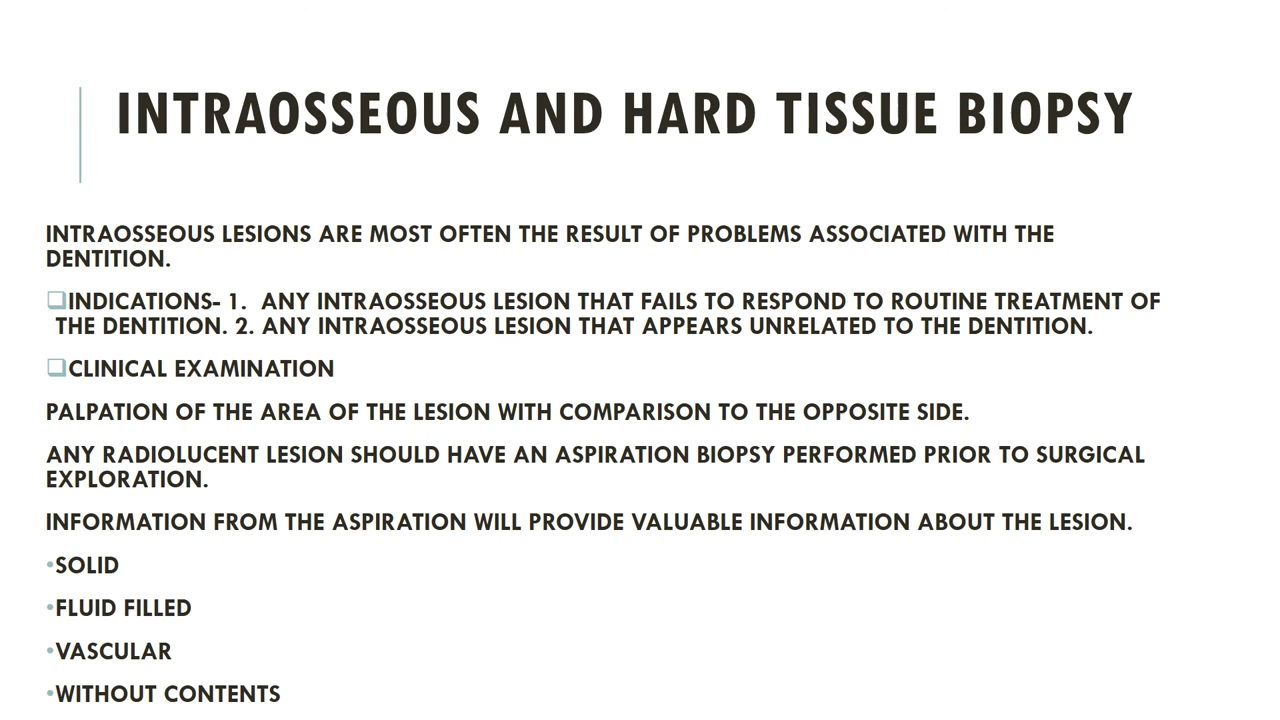 INTRAOSSEOUS AND HARD TISSUE BIOPSY
INTRAOSSEOUS LESIONS ARE MOST OFTEN THE RESULT OF PROBLEMS ASSOCIATED WITH THE
DENTITION.
❑INDICATIONS- 1. ANY INTRAOSSEOUS LESION THAT FAILS TO RESPOND TO ROUTINE TREATMENT OF
THE DENTITION. 2. ANY INTRAOSSEOUS LESION THAT APPEARS UNRELATED TO THE DENTITION.
❑CLINICAL EXAMINATION
PALPATION OF THE AREA OF THE LESION WITH COMPARISON TO THE OPPOSITE SIDE.
ANY RADIOLUCENT LESION SHOULD HAVE AN ASPIRATION BIOPSY PERFORMED PRIOR TO SURGICAL
EXPLORATION.
INFORMATION FROM THE ASPIRATION WILL PROVIDE VALUABLE INFORMATION ABOUT THE LESION.
•SOLID
•FLUID FILLED
•VASCULAR
•WITHOUT CONTENTS